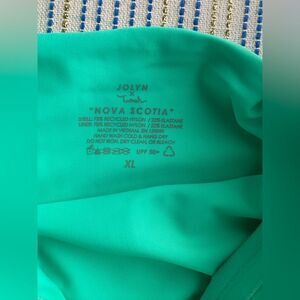 JOLYN
X
"NOVA SCOTIA"
SHELL: 78% RECYCLED NYLON / 22% ELASTANE
LINER: 78% RECYCLED NYLON / 22% ELASTANE
MADE IN VIETNAM
HAND WASH COLD & HANG DRY
DO NOT IRON, DRY CLEAN, OR BLEACH
UPF 50+
XL